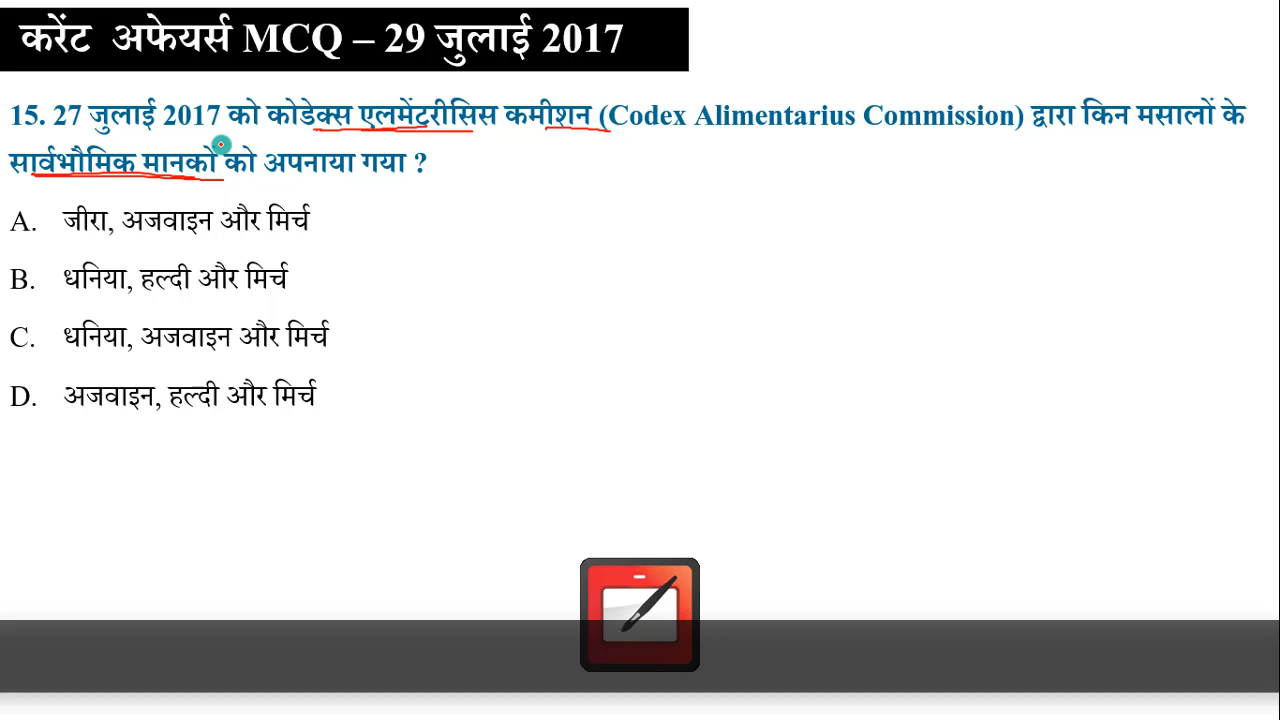 करेंट अफेयर्स MCQ – 29 जुलाई 2017
15. 27 जुलाई 2017 को कोडेक्स एलमेंटरीसिस कमीशन (Codex Alimentarius Commission) द्वारा किन मसालों के
सार्वभौमिक मानकों को अपनाया गया ?
A. जीरा, अजवाइन और मिर्च
B. धनिया, हल्दी और मिर्च
C. धनिया, अजवाइन और मिर्च
D. अजवाइन, हल्दी और मिर्च